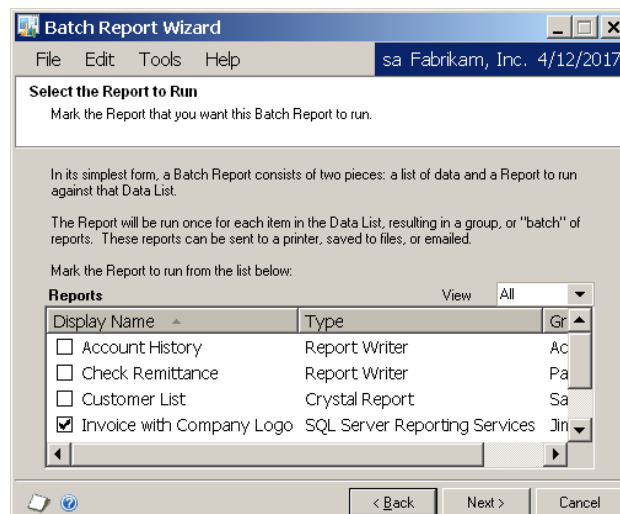 Batch Report Wizard
File Edit Tools Help sa Fabrikam, Inc. 4/12/2017
Select the Report to Run
Mark the Report that you want this Batch Report to run.
In its simplest form, a Batch Report consists of two pieces: a list of data and a Report to run
against that Data List.
The Report will be run once for each item in the Data List, resulting in a group, or "batch" of
reports. These reports can be sent to a printer, saved to files, or emailed.
Mark the Report to run from the list below:
Reports View All
Display Name Type Gr
Account History Report Writer Ac
Check Remittance Report Writer Pa
Customer List Crystal Report Sa
Invoice with Company Logo SQL Server Reporting Services Jin
< Back Next > Cancel